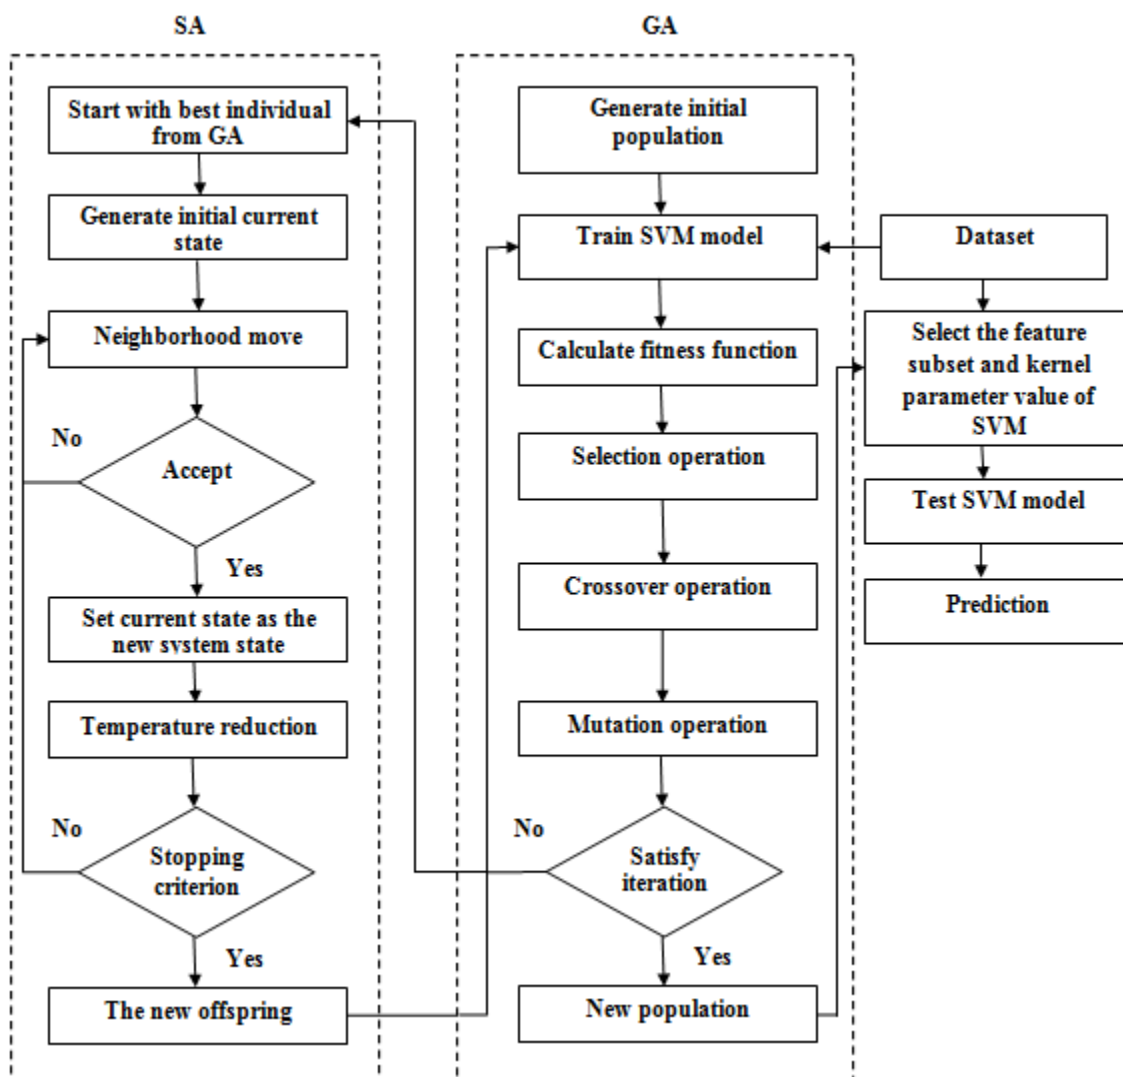 SA
GA
Start with best individual
from GA
Generate initial current
state
Neighborhood move
No
Accept
Yes
Set current state as the
new system state
Temperature reduction
No
Stopping
criterion
Yes
The new offspring
Generate initial
population
Train SVM model
Calculate fitness function
Selection operation
Crossover operation
Mutation operation
No
Satisfy
iteration
Yes
New population
Dataset
Select the feature
subset and kernel
parameter value of
SVM
Test SVM model
Prediction